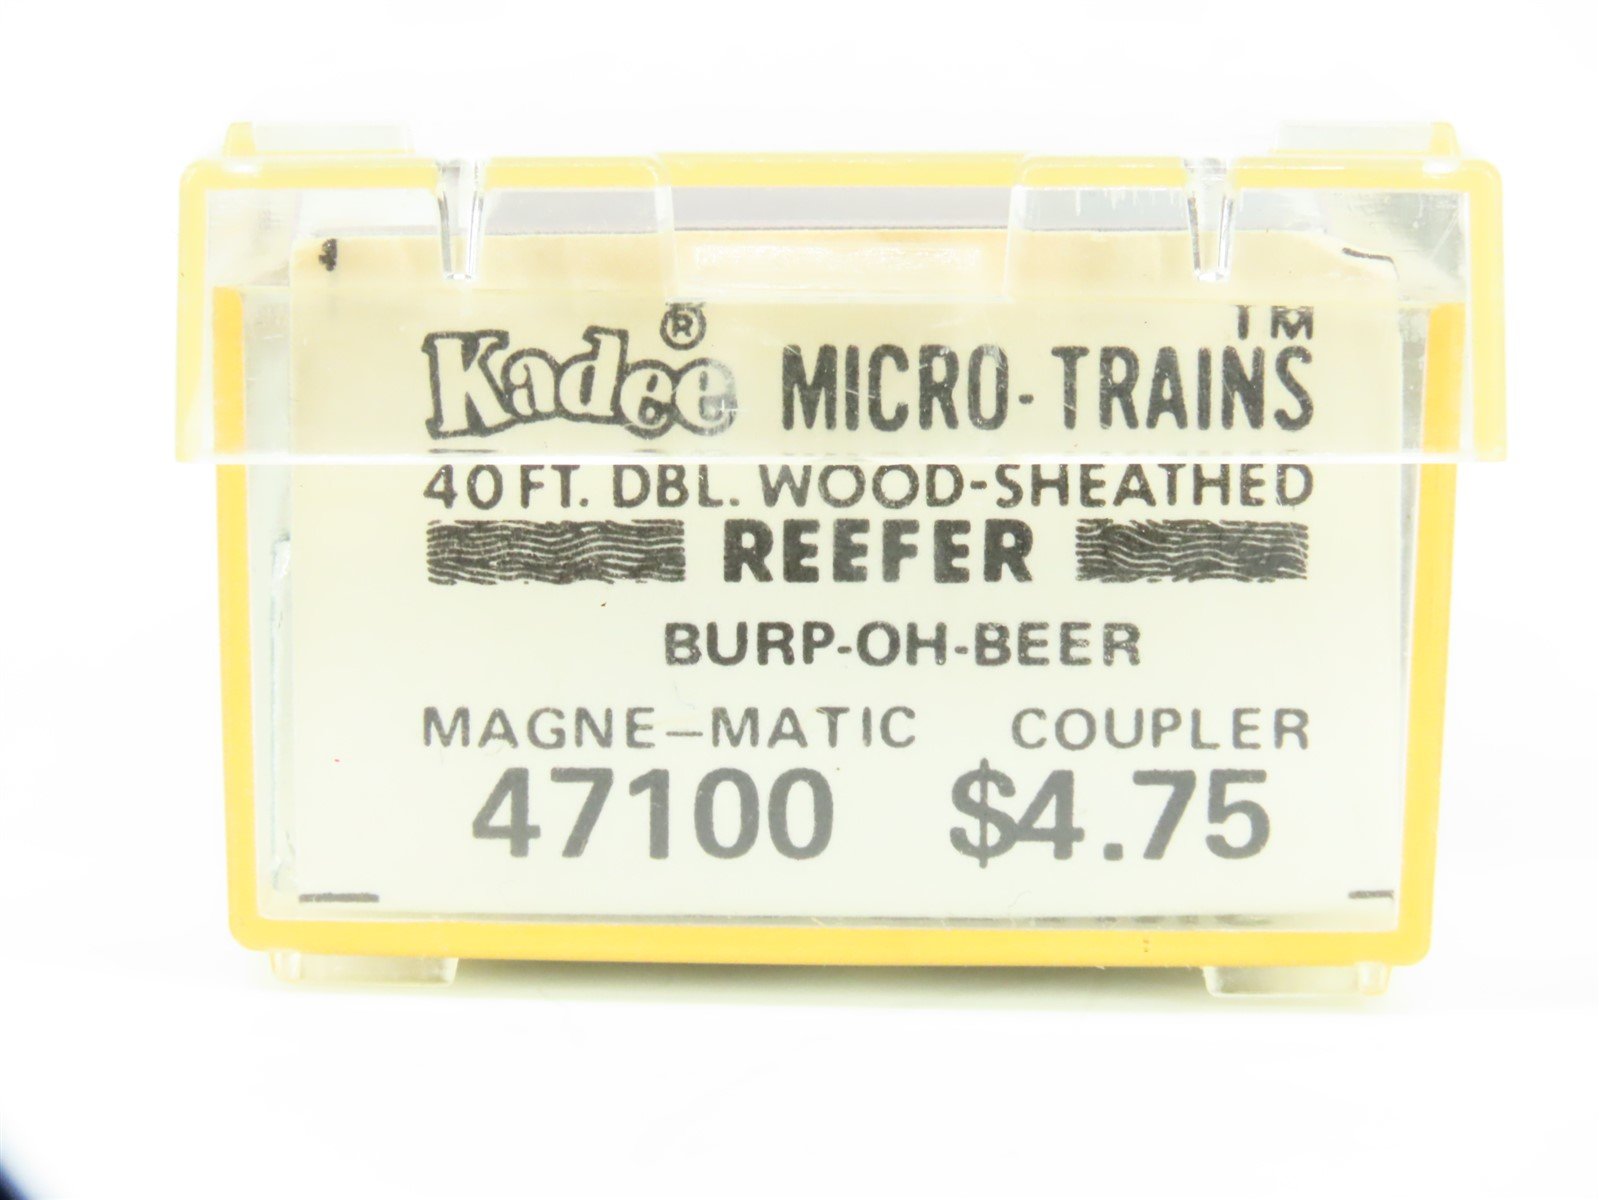 Kadee® MICRO-TRAINS™
40 FT. DBL. WOOD-SHEATHED
REEFER
BURP-OH-BEER
MAGNE-MATIC COUPLER
47100 $4.75